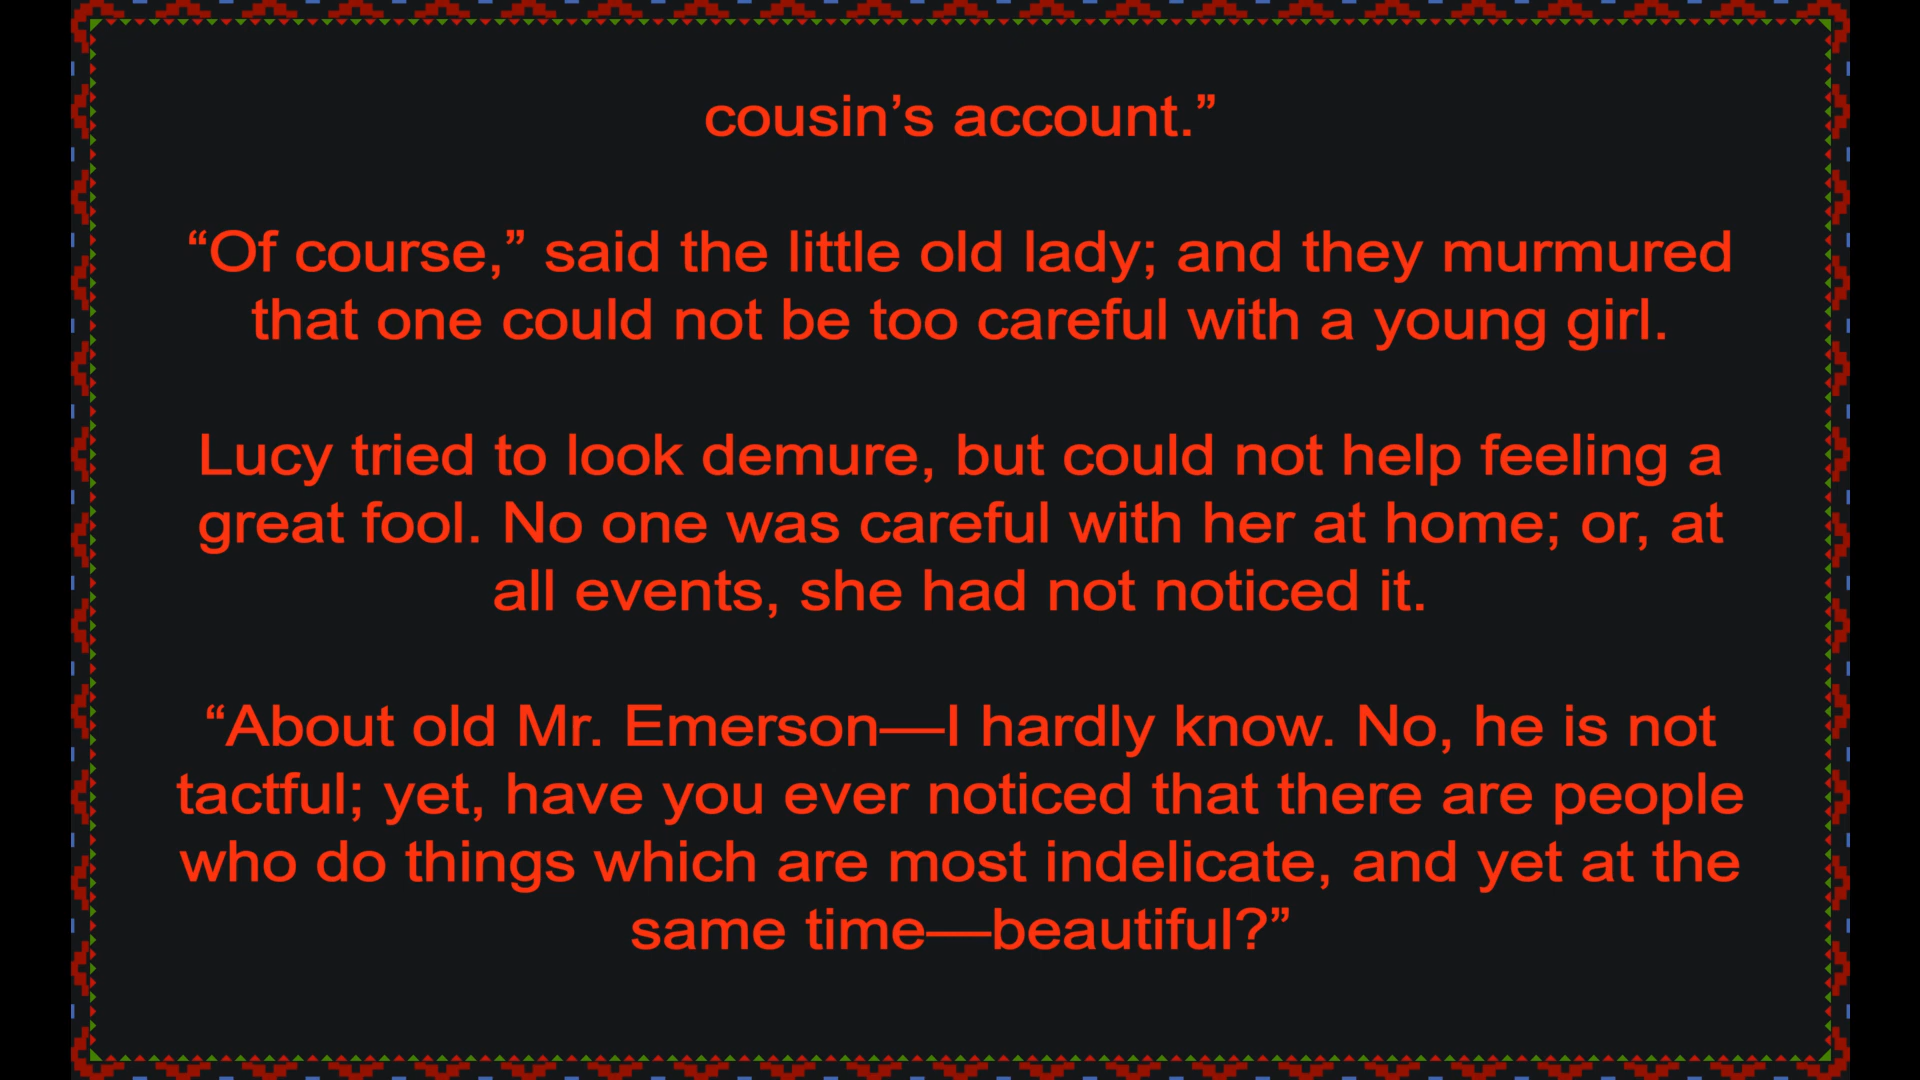 cousin’s account.”
“Of course,” said the little old lady; and they murmured
that one could not be too careful with a young girl.
Lucy tried to look demure, but could not help feeling a
great fool. No one was careful with her at home; or, at
all events, she had not noticed it.
“About old Mr. Emerson—I hardly know. No, he is not
tactful; yet, have you ever noticed that there are people
who do things which are most indelicate, and yet at the
same time—beautiful?”